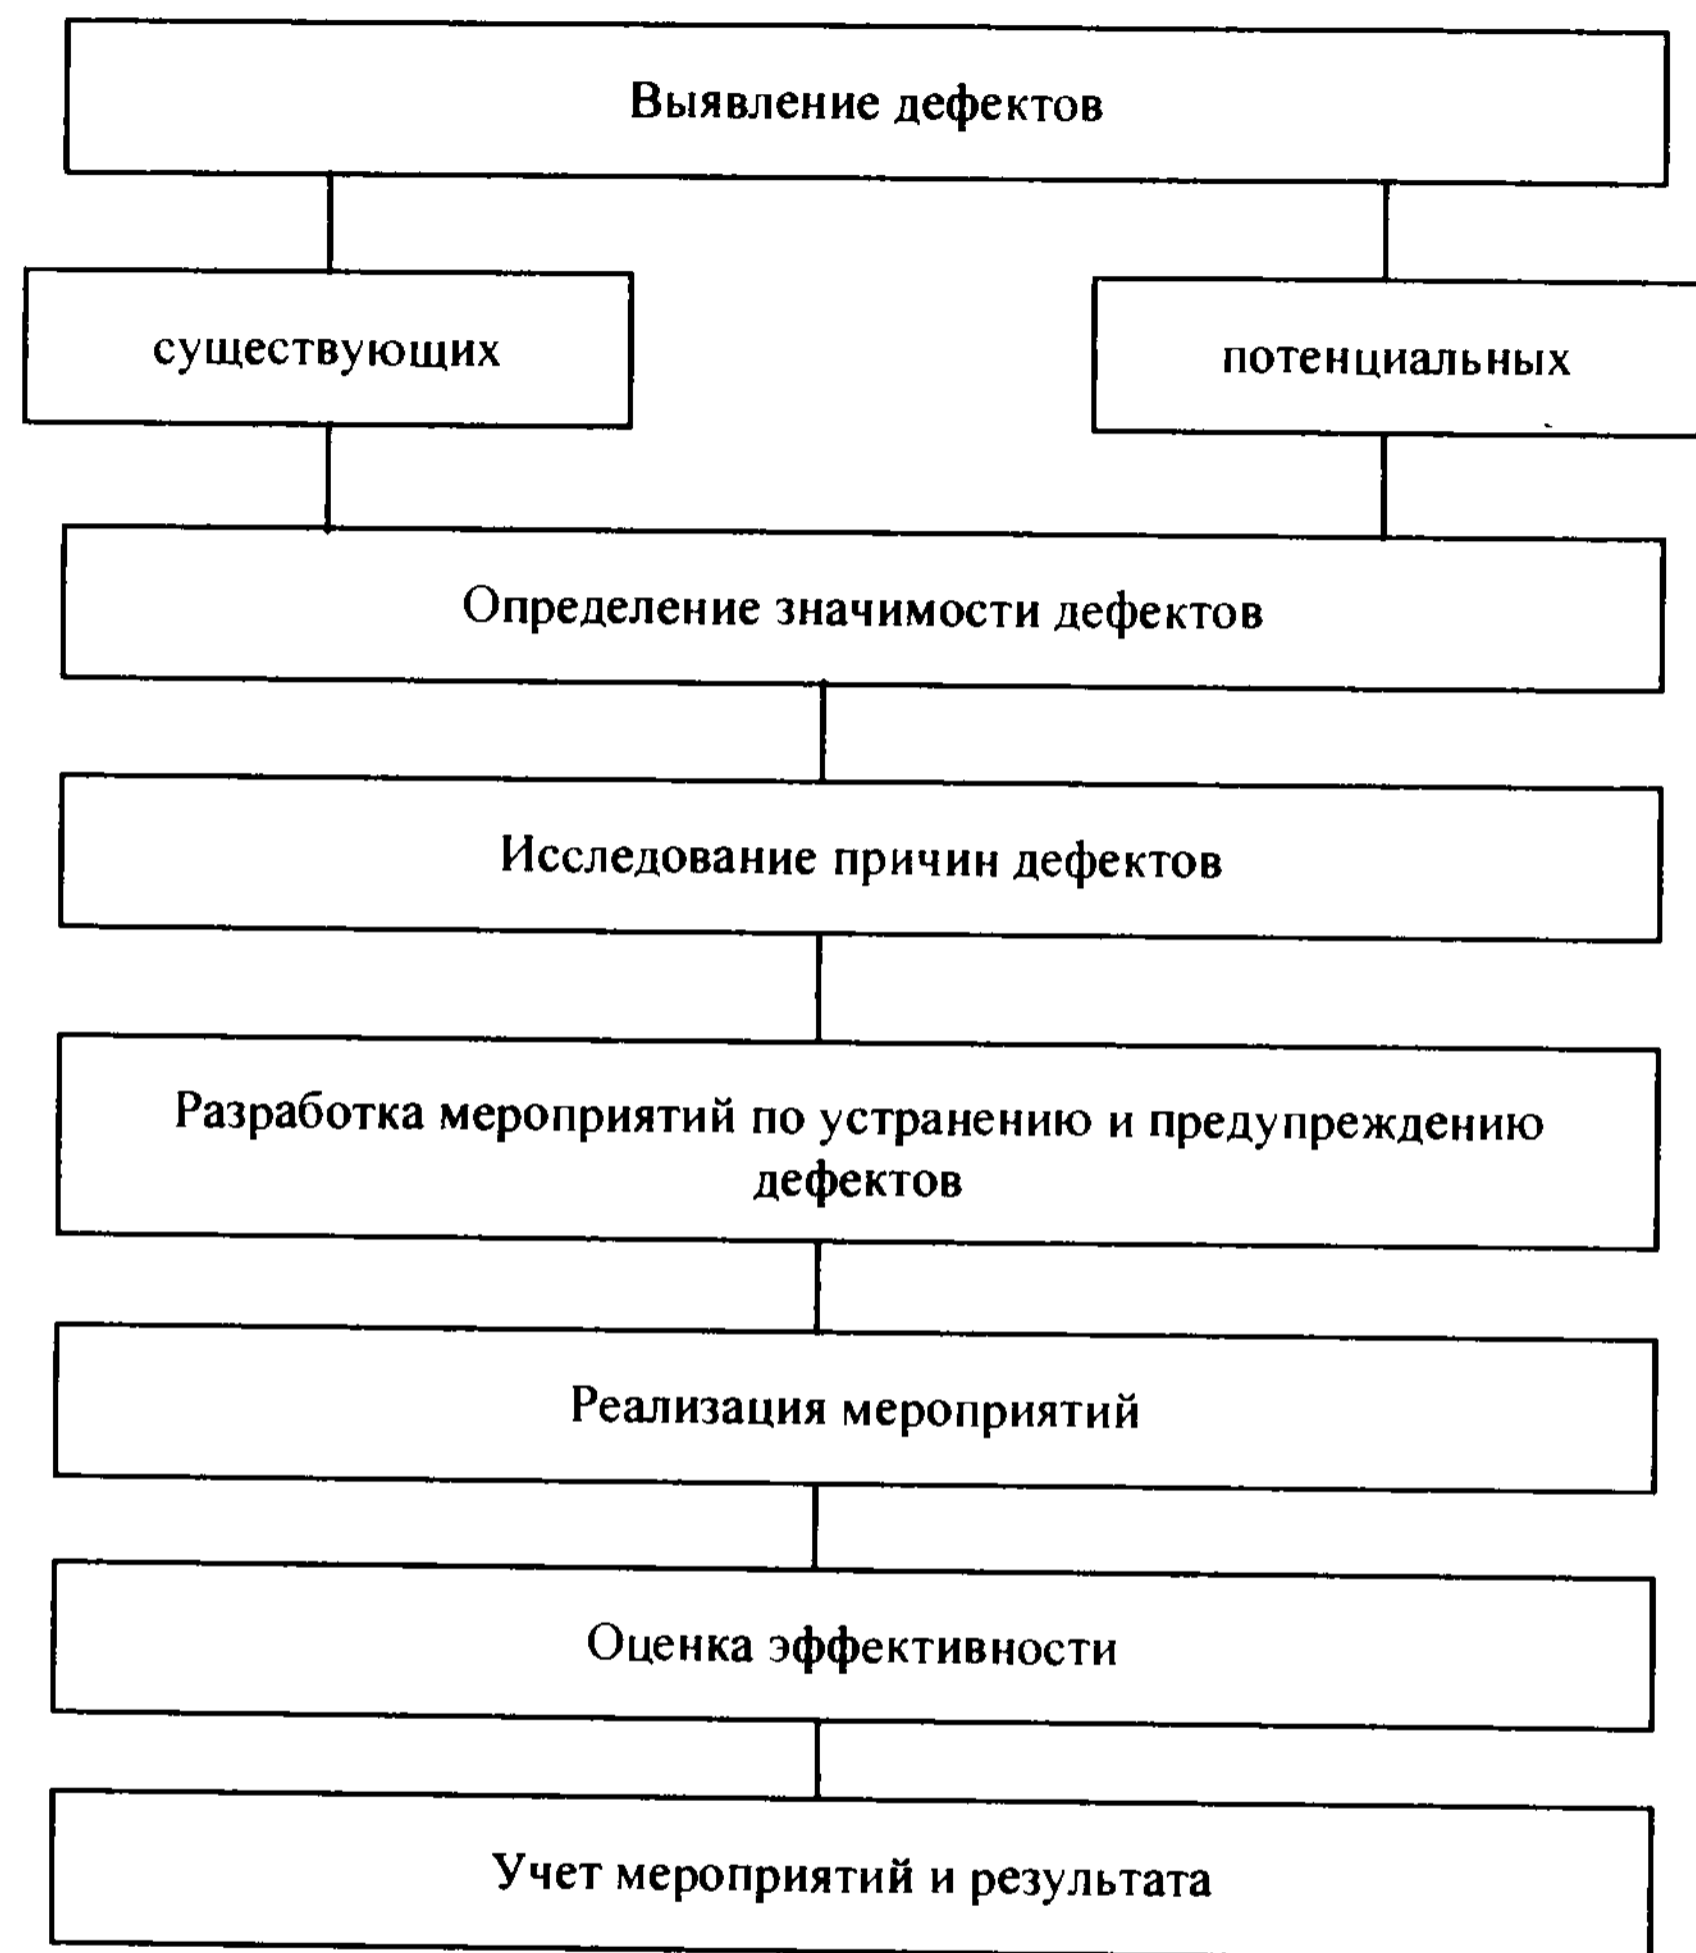 Выявление дефектов
существующих
потенциальных
Определение значимости дефектов
Исследование причин дефектов
Разработка мероприятий по устранению и предупреждению
дефектов
Реализация мероприятий
Оценка эффективности
Учет мероприятий и результата